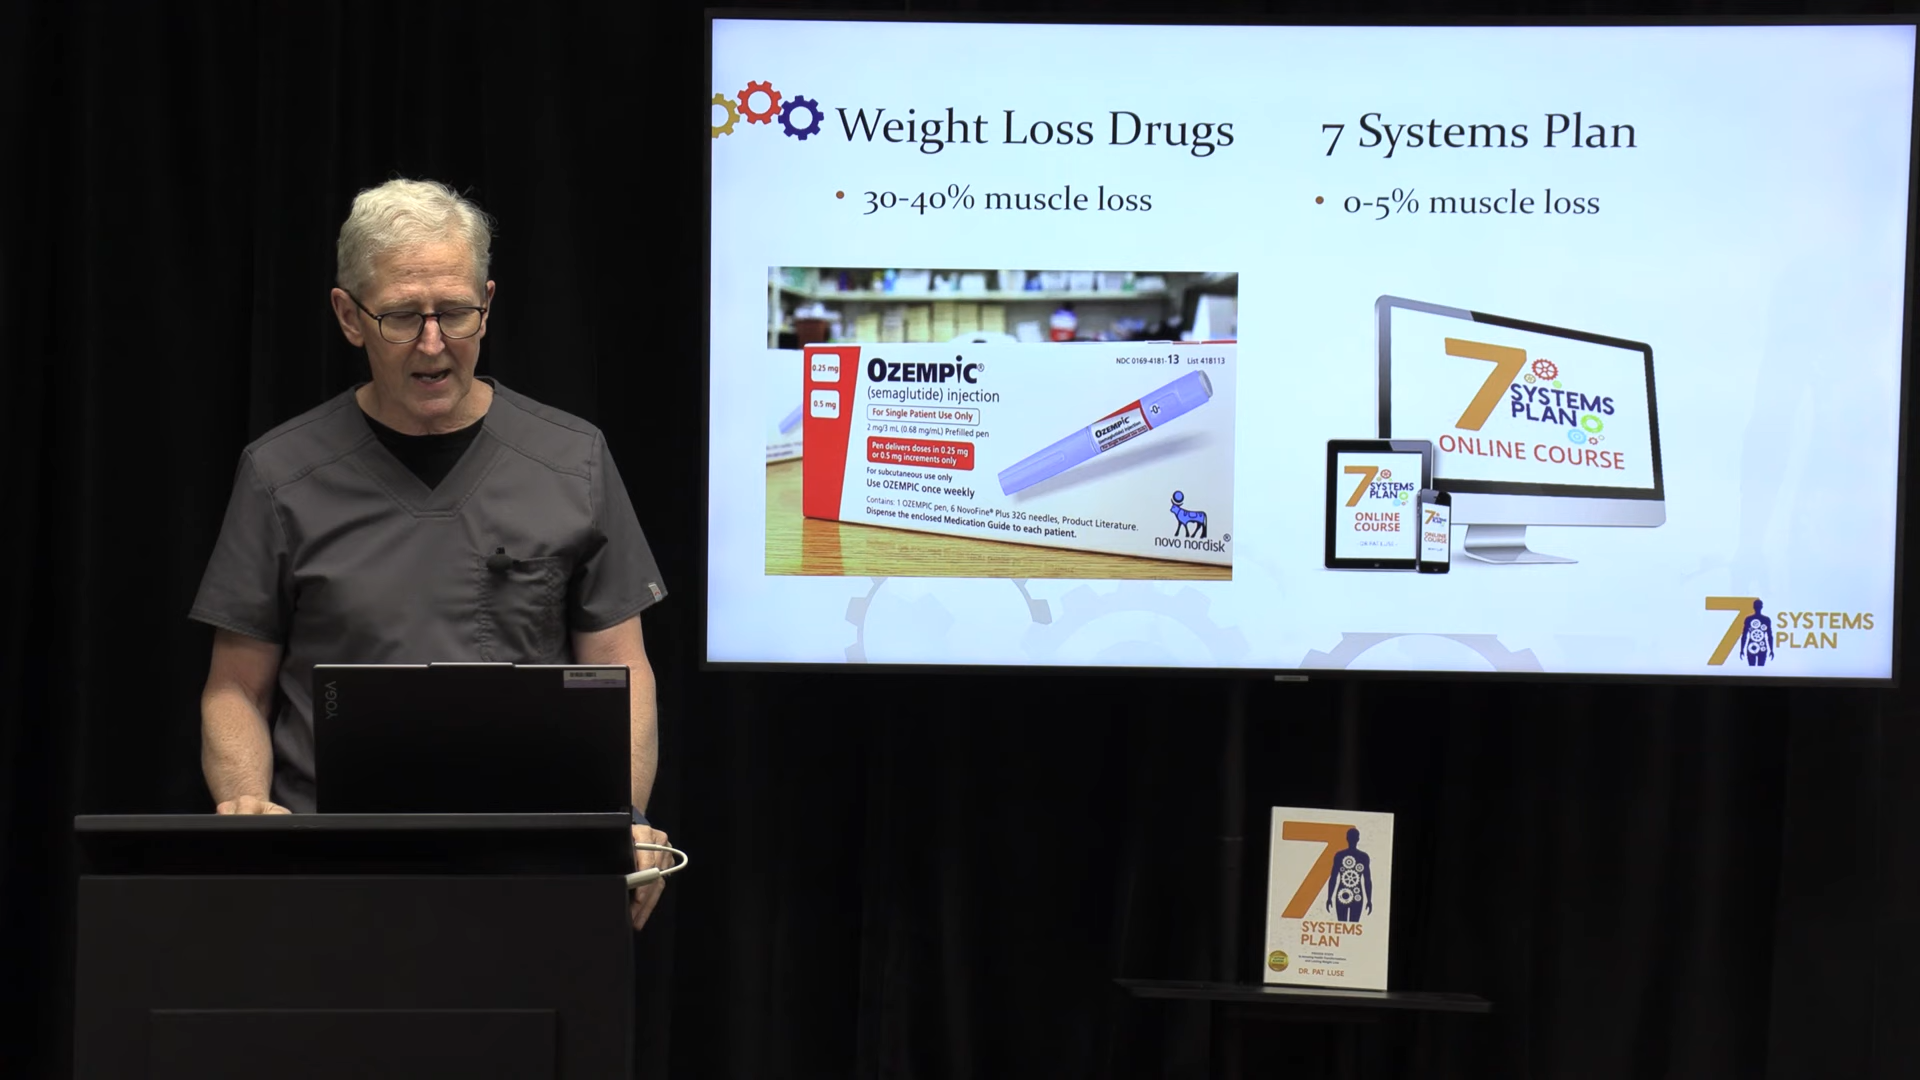 Weight Loss Drugs
• 30-40% muscle loss
7 Systems Plan
• 0-5% muscle loss
0.25 mg
0.5 mg
OZEMPIC®
(semaglutide) injection
For Single Patient Use Only
2 mg/3 mL (0.68 mg/mL) Prefilled pen
Pen delivers doses in 0.25 mg
or 0.5 mg increments only
For subcutaneous use only
Use OZEMPIC once weekly
Contains: 1 OZEMPIC pen, 6 NovoFine® Plus 32G needles, Product Literature.
Dispense the enclosed Medication Guide to each patient.
NDC 0169-4181-13 List 418113
OZEMPIC
novo nordisk®
7 SYSTEMS
PLAN
ONLINE COURSE
7 SYSTEMS
PLAN
ONLINE
COURSE
7
ONLINE
COURSE
7 SYSTEMS
PLAN
YOGA
7
SYSTEMS
PLAN
DR. PAT LUSE